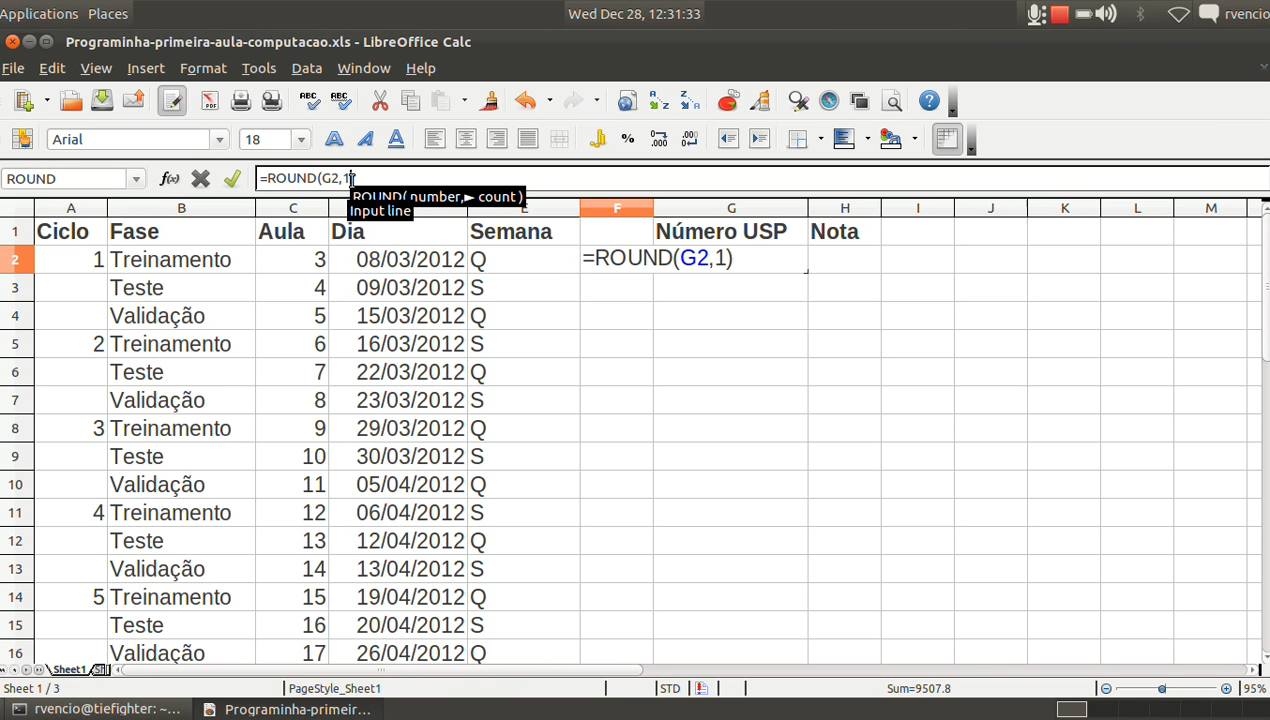 Applications Places Wed Dec 28, 12:31:33 rvencio
Programinha-primeira-aula-computacao.xls - LibreOffice Calc
File Edit View Insert Format Tools Data Window Help
Arial 18
ROUND =ROUND(G2,1)
ROUND( number,► count )
Input line
A B C E F G H I J K L M
1 Ciclo Fase Aula Dia Semana Número USP Nota
2 1 Treinamento 3 08/03/2012 Q =ROUND(G2,1)
3 Teste 4 09/03/2012 S
4 Validação 5 15/03/2012 Q
5 2 Treinamento 6 16/03/2012 S
6 Teste 7 22/03/2012 Q
7 Validação 8 23/03/2012 S
8 3 Treinamento 9 29/03/2012 Q
9 Teste 10 30/03/2012 S
10 Validação 11 05/04/2012 Q
11 4 Treinamento 12 06/04/2012 S
12 Teste 13 12/04/2012 Q
13 Validação 14 13/04/2012 S
14 5 Treinamento 15 19/04/2012 Q
15 Teste 16 20/04/2012 S
16 Validação 17 26/04/2012 Q
Sheet1
Sheet 1 / 3 PageStyle_Sheet1 STD Sum=9507.8 95%
rvencio@tiefighter: ~... Programinha-primeir...